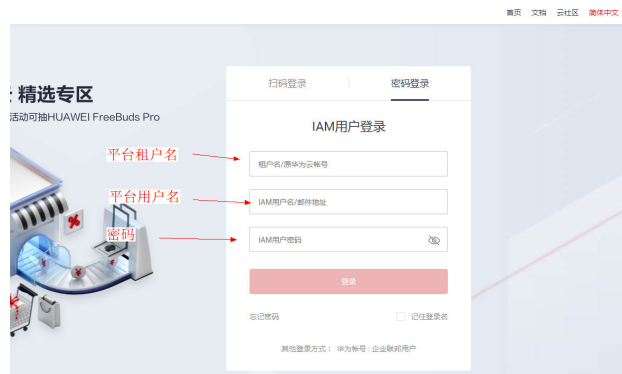 首页 文档 云社区 简体中文
扫码登录 密码登录
: 精选专区
活动可抽HUAWEI FreeBuds Pro
IAM用户登录
平台租户名
租户名/原华为云帐号
平台用户名
IAM用户名/邮件地址
密码
IAM用户密码
登录
忘记密码 记住登录名
其他登录方式： 华为帐号 | 企业联邦用户